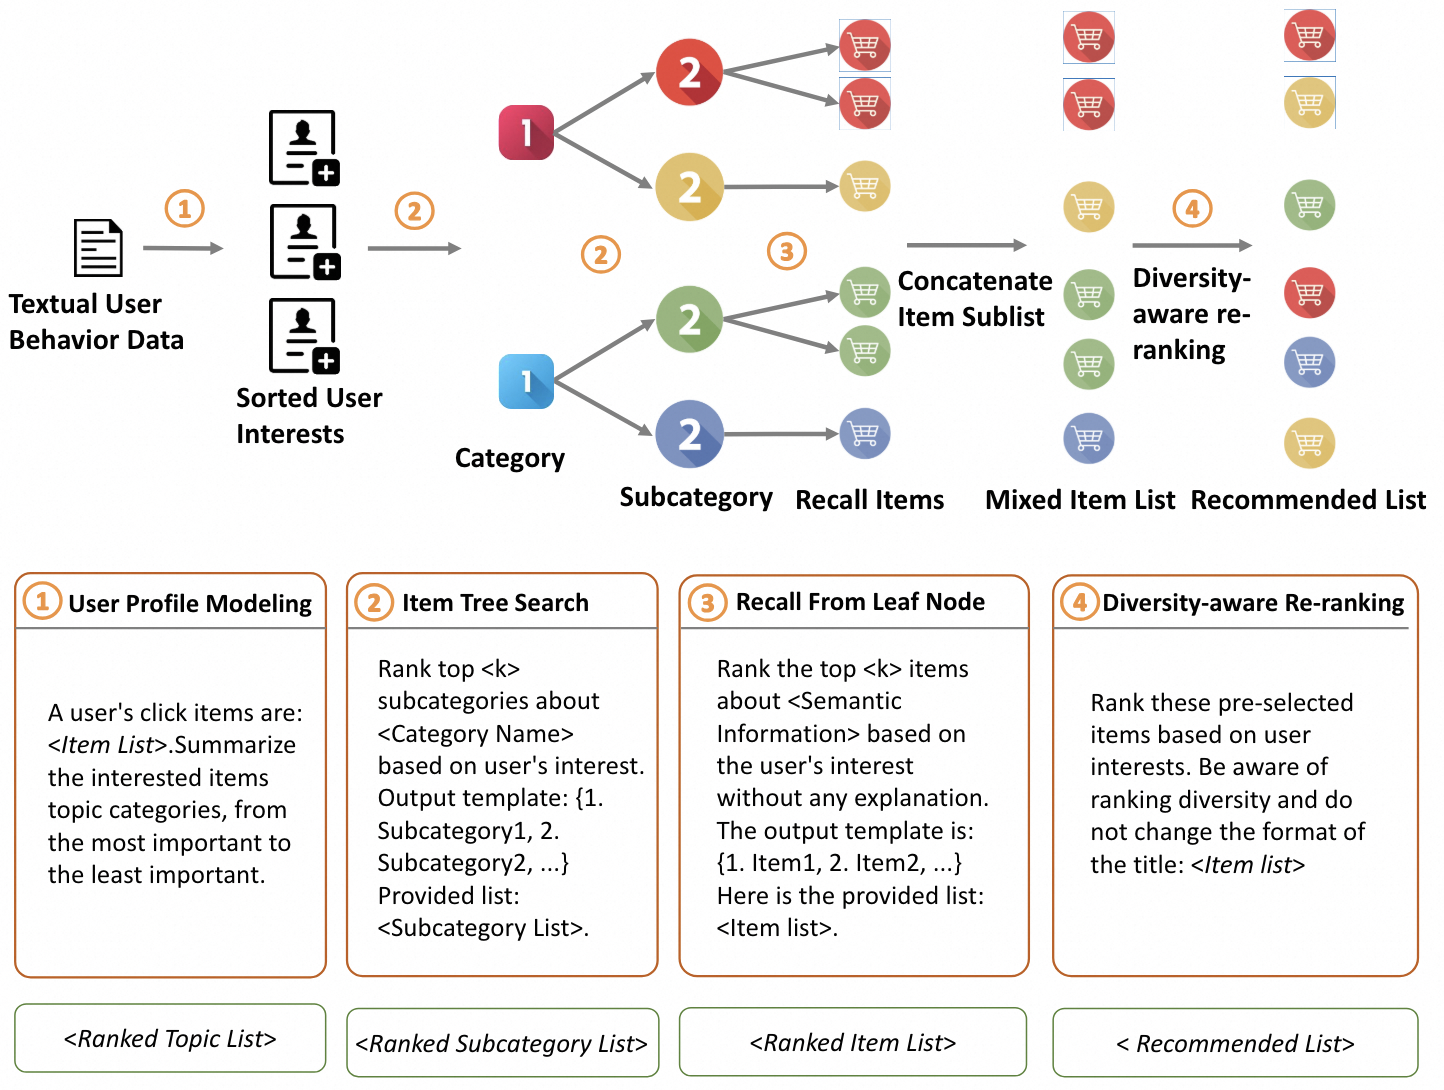 1
2
Textual User
Behavior Data
Sorted User
Interests
1
1
Category
2
2
2
2
2
Subcategory
3
Recall Items
Concatenate
Item Sublist
Mixed Item List
4
Diversity-
aware re-
ranking
Recommended List
1 User Profile Modeling
A user's click items are:
<Item List>.Summarize
the interested items
topic categories, from
the most important to
the least important.
<Ranked Topic List>
2 Item Tree Search
Rank top <k>
subcategories about
<Category Name>
based on user's interest.
Output template: {1.
Subcategory1, 2.
Subcategory2, ...}
Provided list:
<Subcategory List>.
<Ranked Subcategory List>
3 Recall From Leaf Node
Rank the top <k> items
about <Semantic
Information> based on
the user's interest
without any explanation.
The output template is:
{1. Item1, 2. Item2, ...}
Here is the provided list:
<Item list>.
<Ranked Item List>
4 Diversity-aware Re-ranking
Rank these pre-selected
items based on user
interests. Be aware of
ranking diversity and do
not change the format of
the title: <Item list>
< Recommended List>